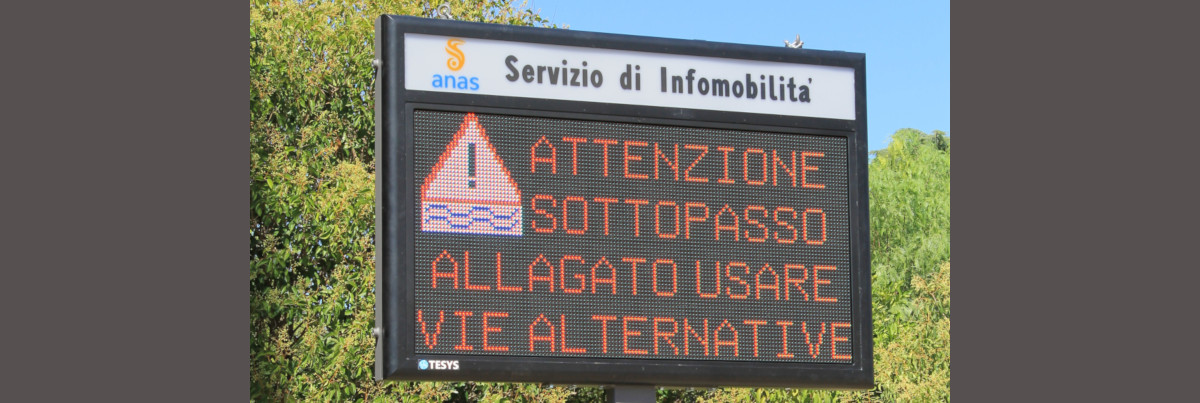 anas
Servizio di Infomobilita'
!
ATTENZIONE
SOTTOPASSO
ALLAGATO USARE
VIE ALTERNATIVE
TESYS